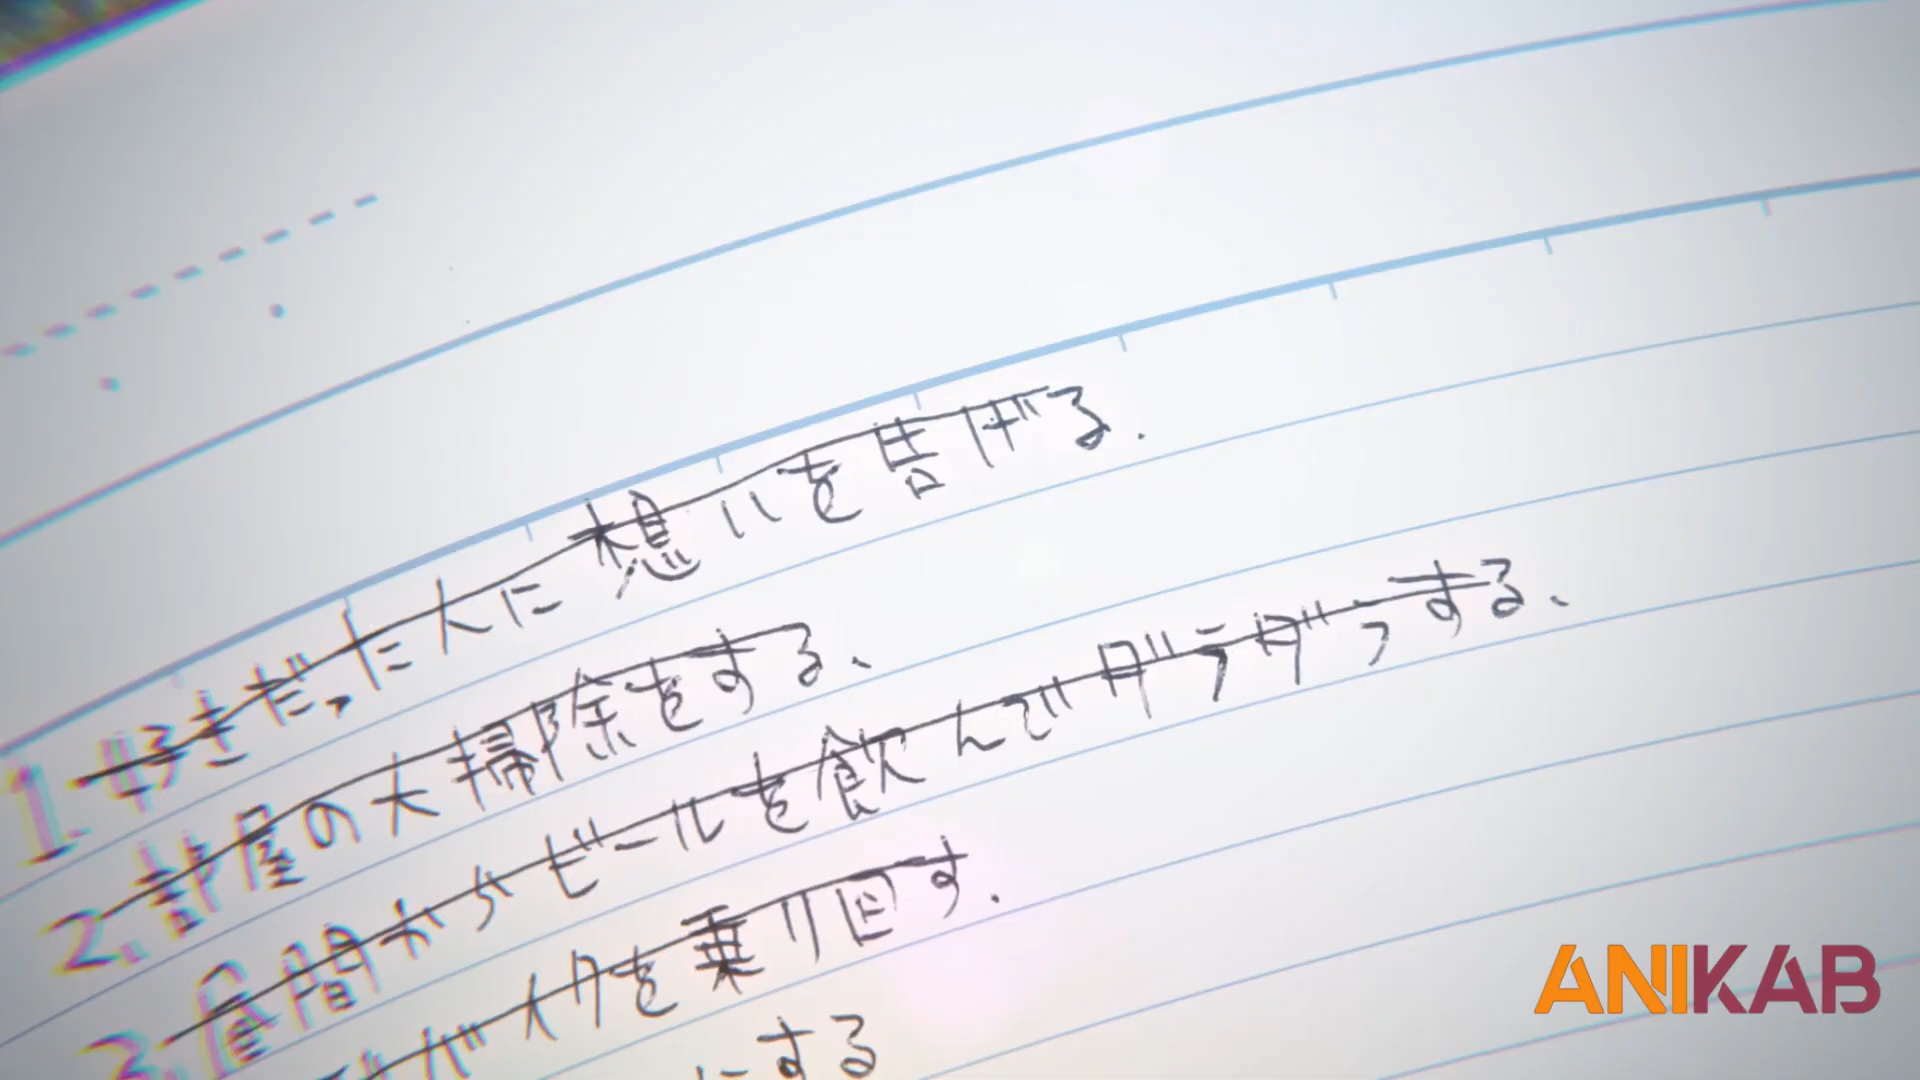 1. 好きだった人に想いを告げる.
2. 部屋の大掃除をする、
3. 昼間からビールを飲んでダラダラする、
バイクを乗り回す.
にする
ANIKAB